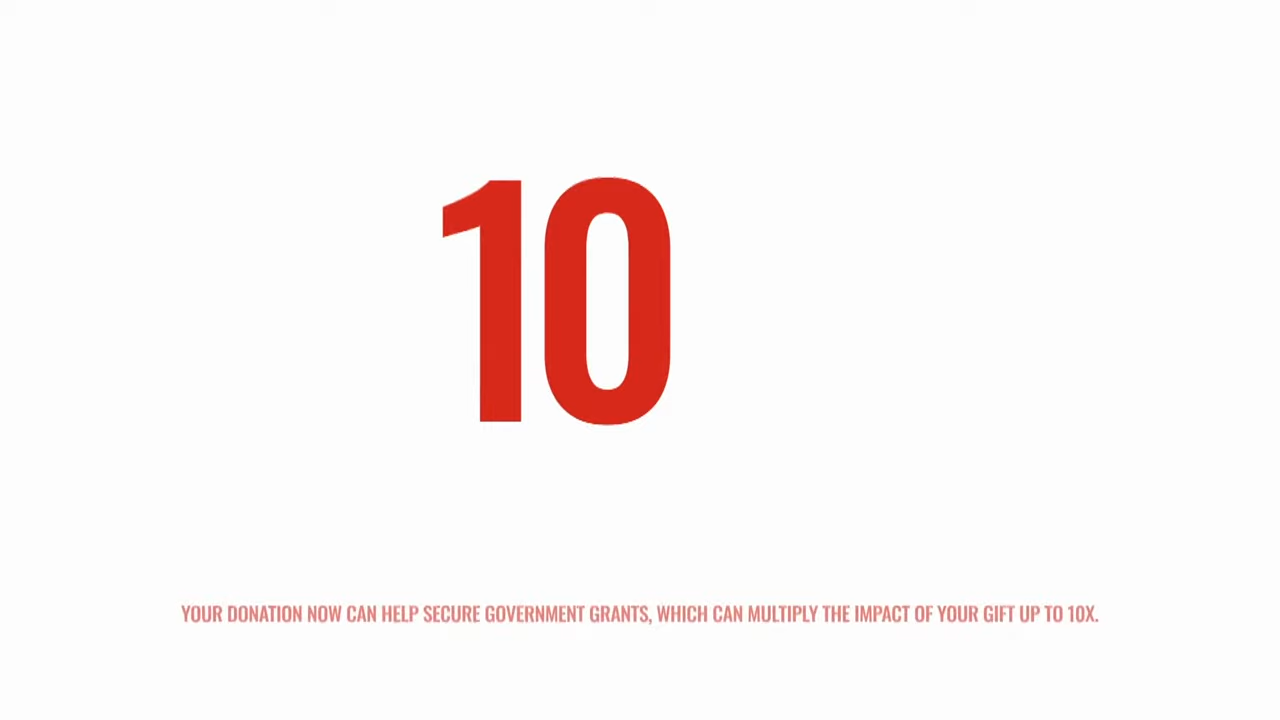 10
YOUR DONATION NOW CAN HELP SECURE GOVERNMENT GRANTS, WHICH CAN MULTIPLY THE IMPACT OF YOUR GIFT UP TO 10X.